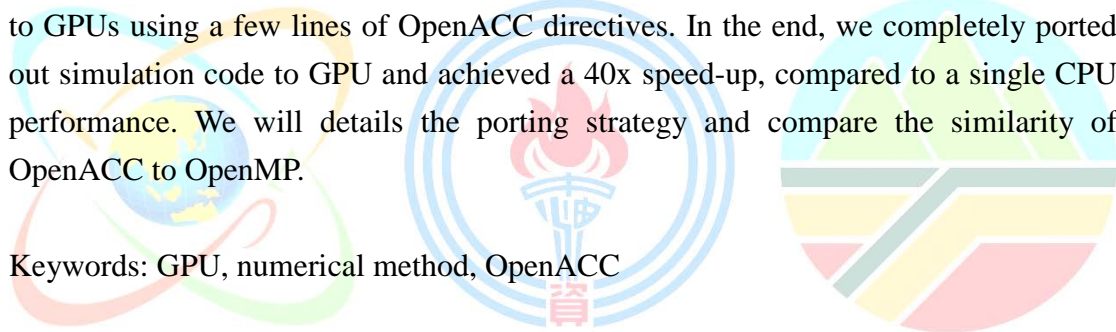 to GPUs using a few lines of OpenACC directives. In the end, we completely ported
out simulation code to GPU and achieved a 40x speed-up, compared to a single CPU
performance. We will details the porting strategy and compare the similarity of
OpenACC to OpenMP.
Keywords: GPU, numerical method, OpenACC
資